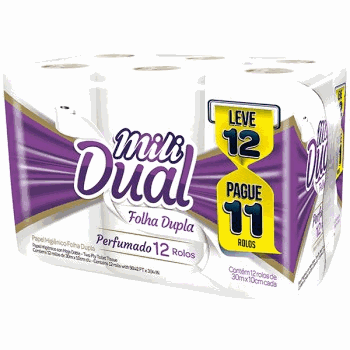 mili
Dual
Folha Dupla
Perfumado 12 Rolos
Papel Higiênico Folha Dupla
LEVE
12
PAGUE
11
ROLOS
Contém 12 rolos de
30m x 10cm cada